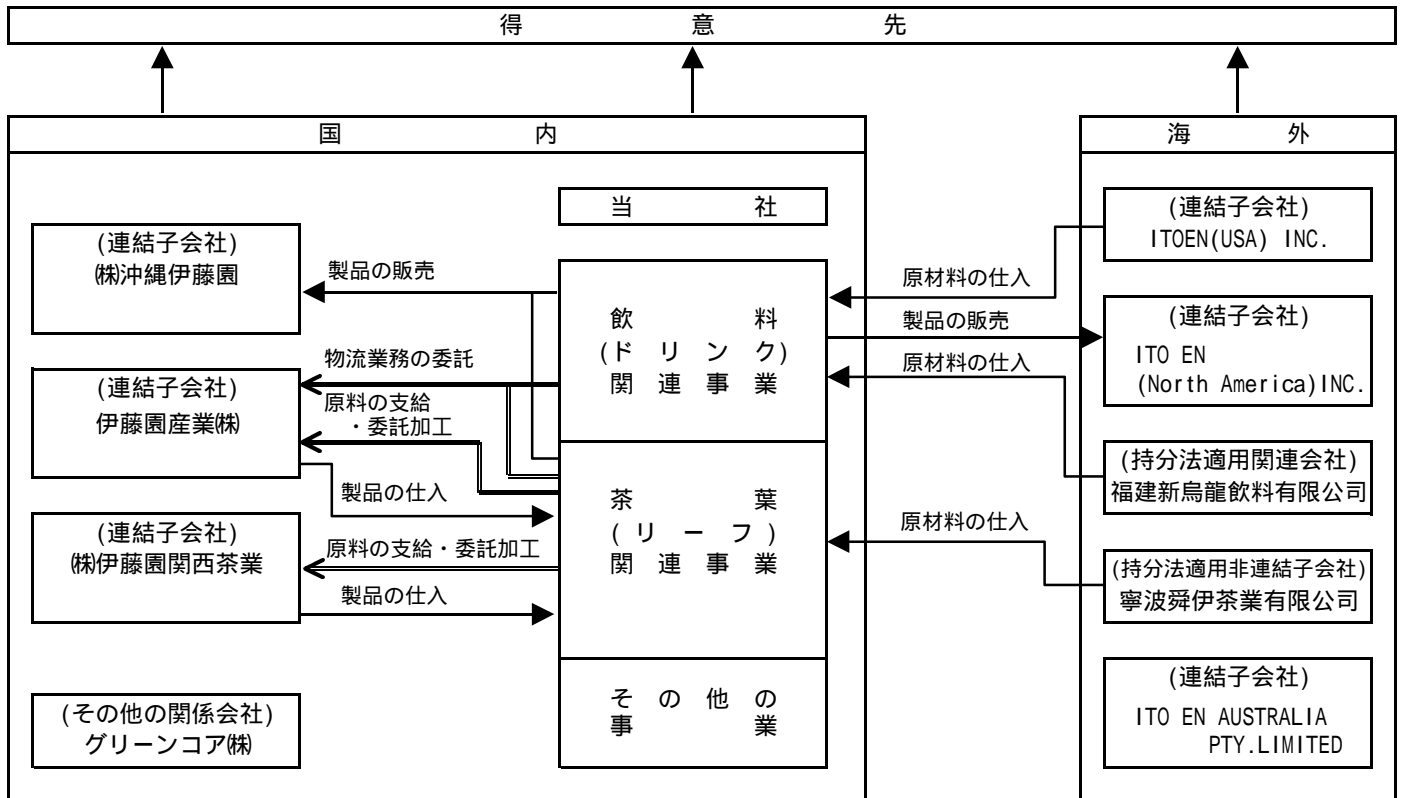 得 意 先
国 内
(連結子会社)
㈱沖縄伊藤園
(連結子会社)
伊藤園産業㈱
(連結子会社)
㈱伊藤園関西茶業
(その他の関係会社)
グリーンコア㈱
製品の販売
物流業務の委託
原料の支給
・委託加工
製品の仕入
原料の支給・委託加工
製品の仕入
当 社
飲 料
(ド リ ン ク)
関 連 事 業
茶 葉
(リ ー フ)
関 連 事 業
そ の 他 の
事 業
原材料の仕入
製品の販売
原材料の仕入
原材料の仕入
海 外
(連結子会社)
ITOEN(USA) INC.
(連結子会社)
ITO EN
(North America)INC.
(持分法適用関連会社)
福建新烏龍飲料有限公司
(持分法適用非連結子会社)
寧波舜伊茶業有限公司
(連結子会社)
ITO EN AUSTRALIA
PTY.LIMITED